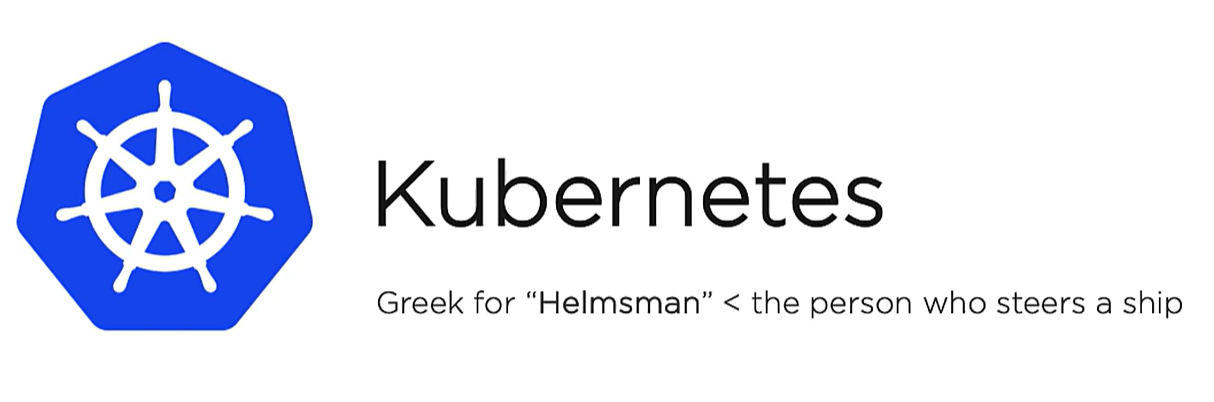 Kubernetes
Greek for “Helmsman” < the person who steers a ship